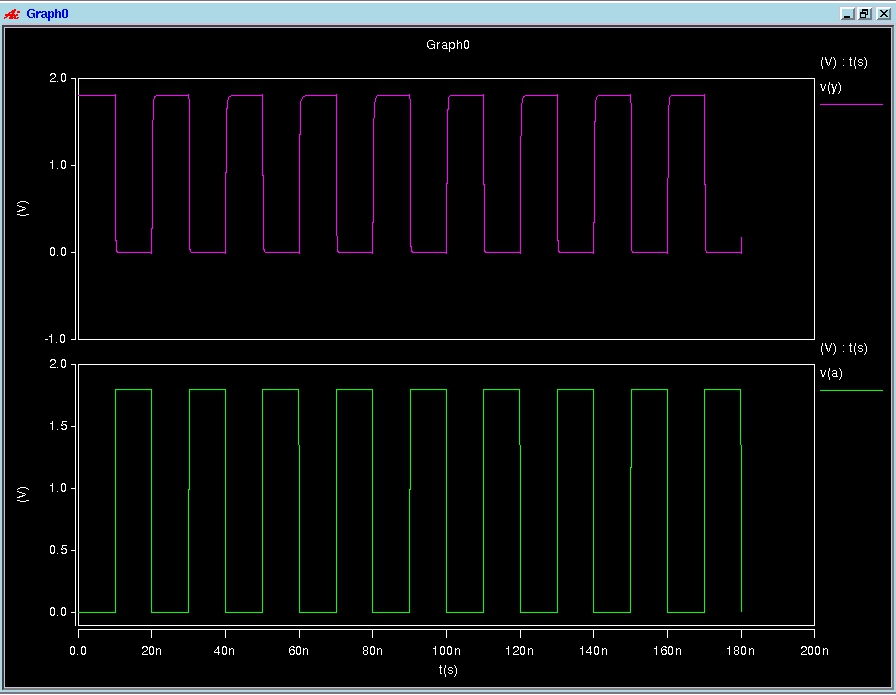 Graph0
Graph0
(V) : t(s)
v(y)
2.0
1.0
(V)
0.0
-1.0
(V) : t(s)
v(a)
2.0
1.5
1.0
(V)
0.5
0.0
0.0 20n 40n 60n 80n 100n 120n 140n 160n 180n 200n
t(s)